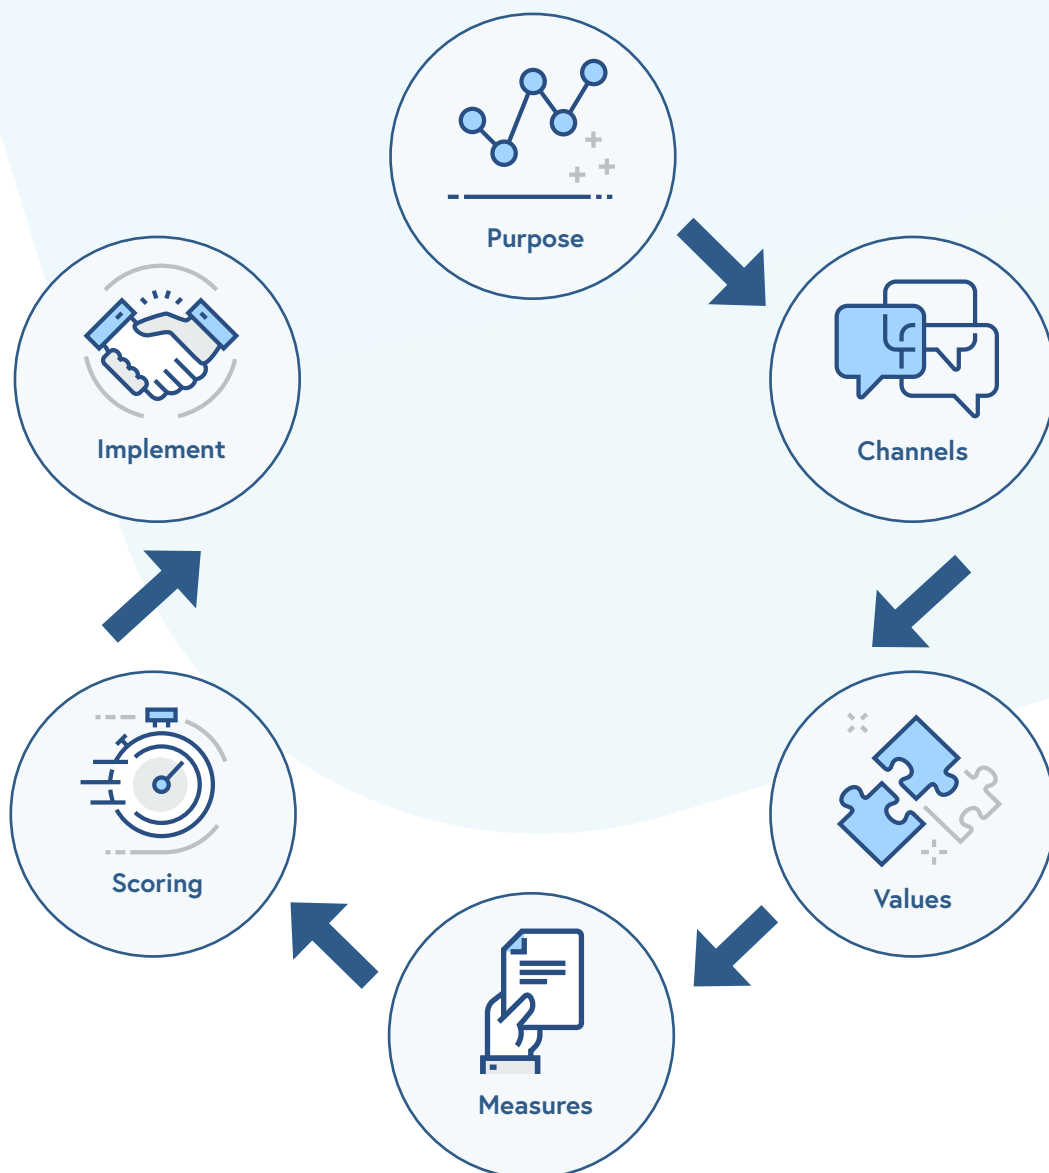 Purpose
Channels
Values
Measures
Scoring
Implement